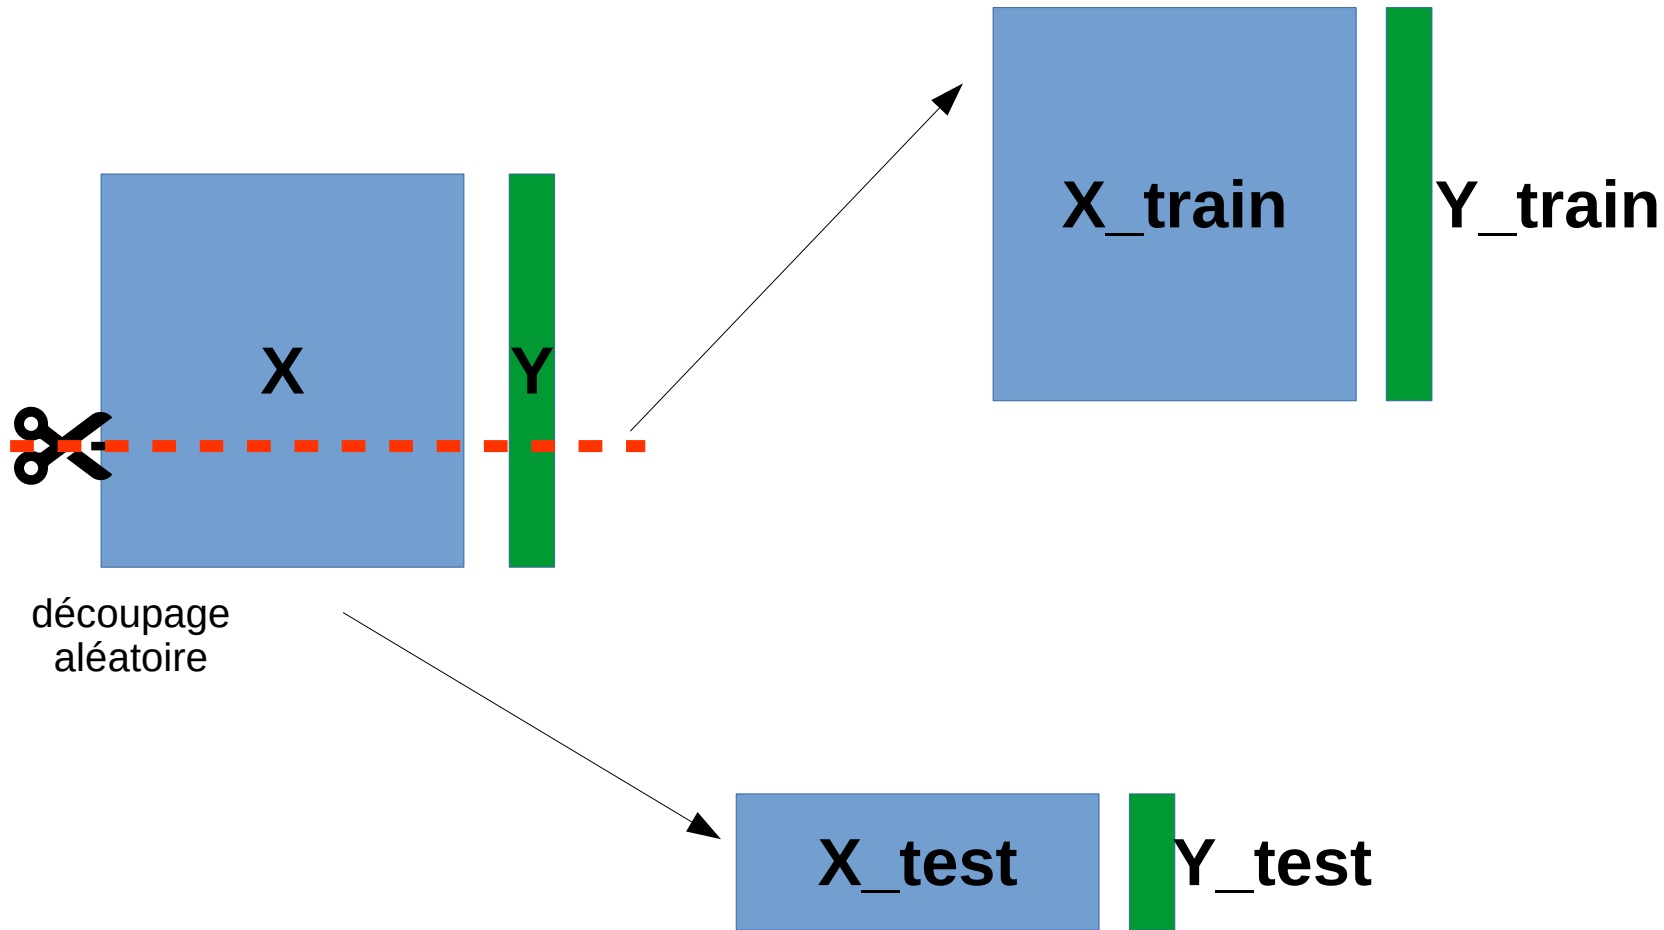 X
Y
découpage
aléatoire
X_train
Y_train
X_test
Y_test